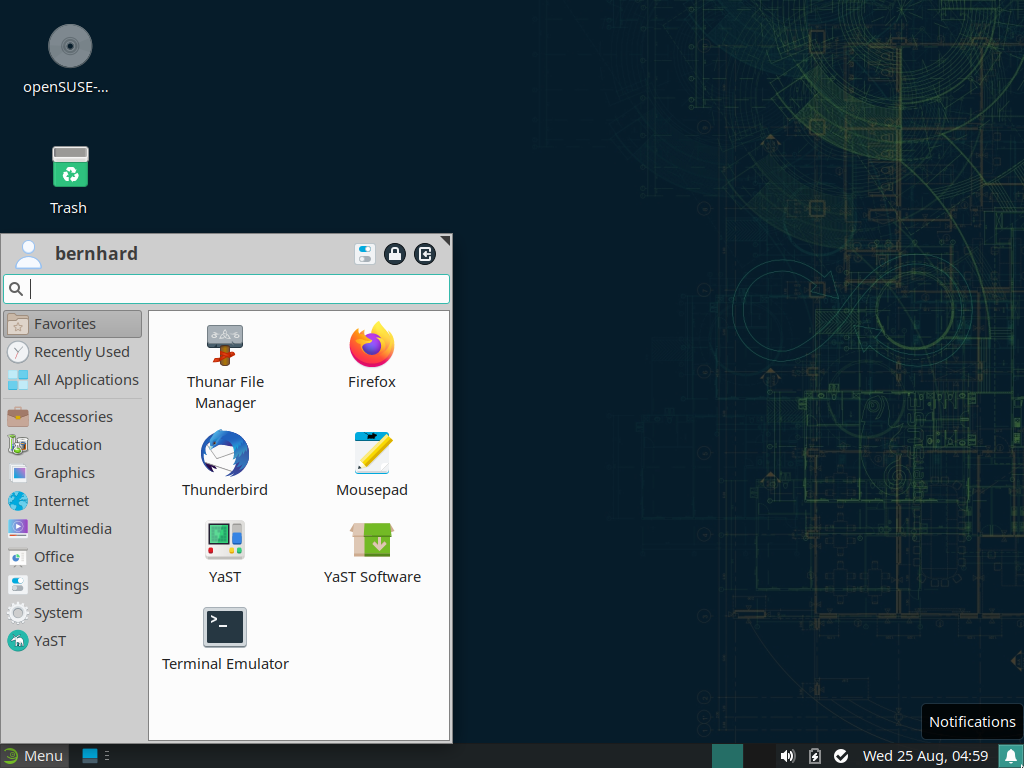 openSUSE-...
Trash
bernhard
Favorites
Recently Used
All Applications
Accessories
Education
Graphics
Internet
Multimedia
Office
Settings
System
YaST
Thunar File
Manager
Firefox
Thunderbird
Mousepad
YaST
YaST Software
>_
Terminal Emulator
Notifications
Menu
Wed 25 Aug, 04:59